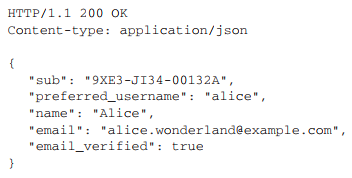 HTTP/1.1 200 OK
Content-type: application/json

{
  "sub": "9XE3-JI34-00132A",
  "preferred_username": "alice",
  "name": "Alice",
  "email": "alice.wonderland@example.com",
  "email_verified": true
}